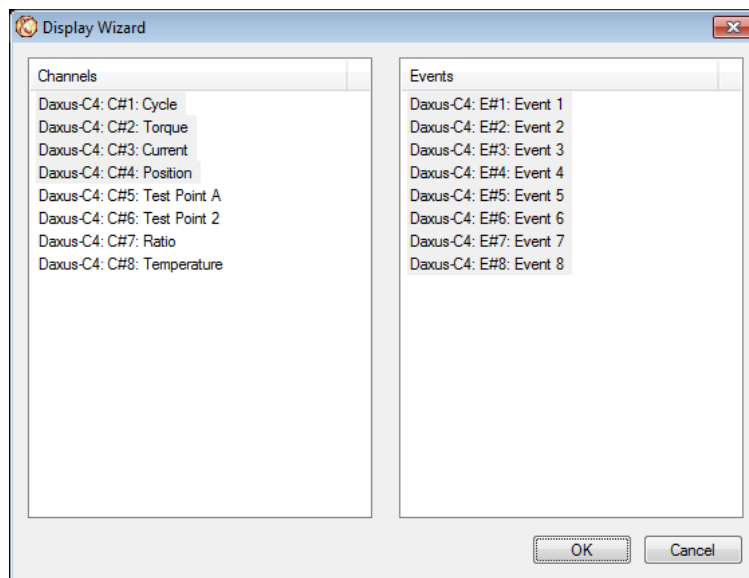 Display Wizard
Channels
Daxus-C4: C#1: Cycle
Daxus-C4: C#2: Torque
Daxus-C4: C#3: Current
Daxus-C4: C#4: Position
Daxus-C4: C#5: Test Point A
Daxus-C4: C#6: Test Point 2
Daxus-C4: C#7: Ratio
Daxus-C4: C#8: Temperature
Events
Daxus-C4: E#1: Event 1
Daxus-C4: E#2: Event 2
Daxus-C4: E#3: Event 3
Daxus-C4: E#4: Event 4
Daxus-C4: E#5: Event 5
Daxus-C4: E#6: Event 6
Daxus-C4: E#7: Event 7
Daxus-C4: E#8: Event 8
OK
Cancel